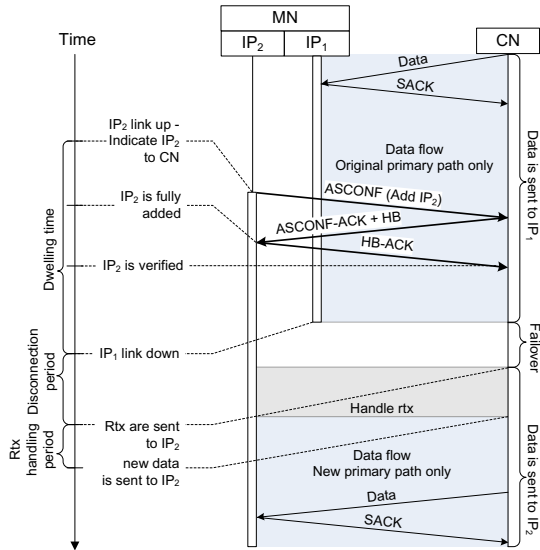 MN
Time
IP2
IP1
CN
Data
SACK
IP2 link up -
Indicate IP2
to CN
Data flow
Original primary path only
Data is sent to IP1
ASCONF (Add IP2)
IP2 is fully
added
ASCONF-ACK + HB
HB-ACK
Dwelling time
IP2 is verified
IP1 link down
Failover
Disconnection
period
Handle rtx
Rtx are sent
to IP2
Rtx
handling
period
new data
is sent to IP2
Data flow
New primary path only
Data is sent to IP2
Data
SACK